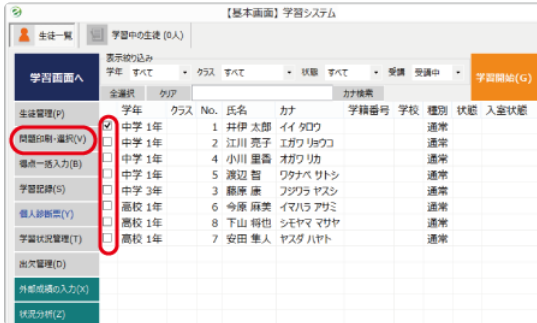 【基本画面】学習システム
生徒一覧 学習中の生徒 (0人)
学習画面へ
表示絞り込み
学年 すべて クラス すべて 状態 すべて 受講 受講中
学習開始(G)
全選択 クリア カナ検索
学年 クラス No. 氏名 カナ 学籍番号 学校 種別 状態 入室状態
中学 1年 1 井伊 太郎 イイ タロウ 通常
中学 1年 2 江川 亮子 エガワ リョウコ 通常
中学 1年 4 小川 里香 オガワ リカ 通常
中学 1年 5 渡辺 智 ワタナベ サトシ 通常
中学 3年 3 藤原 康 フジワラ ヤスシ 通常
高校 1年 6 今原 麻美 イマハラ アサミ 通常
高校 1年 8 下山 将也 シモヤマ マサヤ 通常
高校 1年 7 安田 隼人 ヤスダ ハヤト 通常
生徒管理(P)
問題印刷・選択(V)
得点一括入力(B)
学習記録(S)
個人診断票(Y)
学習状況管理(T)
出欠管理(D)
外部成績の入力(X)
状況分析(Z)